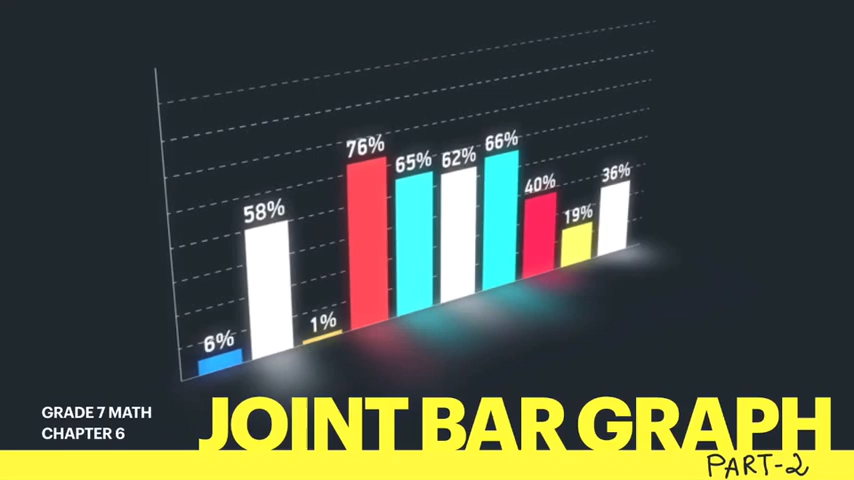 76%
66%
65%
62%
58%
40%
36%
19%
1%
6%
GRADE 7 MATH
CHAPTER 6
JOINT BAR GRAPH
PART-2